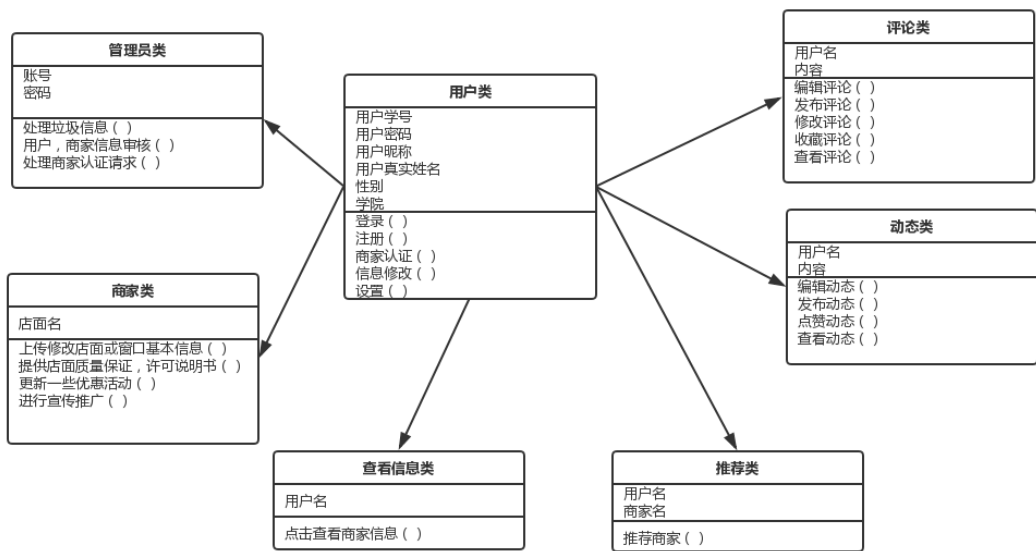 管理员类
账号
密码
处理垃圾信息（ ）
用户，商家信息审核（ ）
处理商家认证请求（ ）
用户类
用户学号
用户密码
用户昵称
用户真实姓名
性别
学院
登录（ ）
注册（ ）
商家认证（ ）
信息修改（ ）
设置（ ）
评论类
用户名
内容
编辑评论（ ）
发布评论（ ）
修改评论（ ）
收藏评论（ ）
查看评论（ ）
动态类
用户名
内容
编辑动态（ ）
发布动态（ ）
点赞动态（ ）
查看动态（ ）
商家类
店面名
上传修改店面或窗口基本信息（ ）
提供店面质量保证，许可说明书（ ）
更新一些优惠活动（ ）
进行宣传推广（ ）
查看信息类
用户名
点击查看商家信息（ ）
推荐类
用户名
商家名
推荐商家（ ）